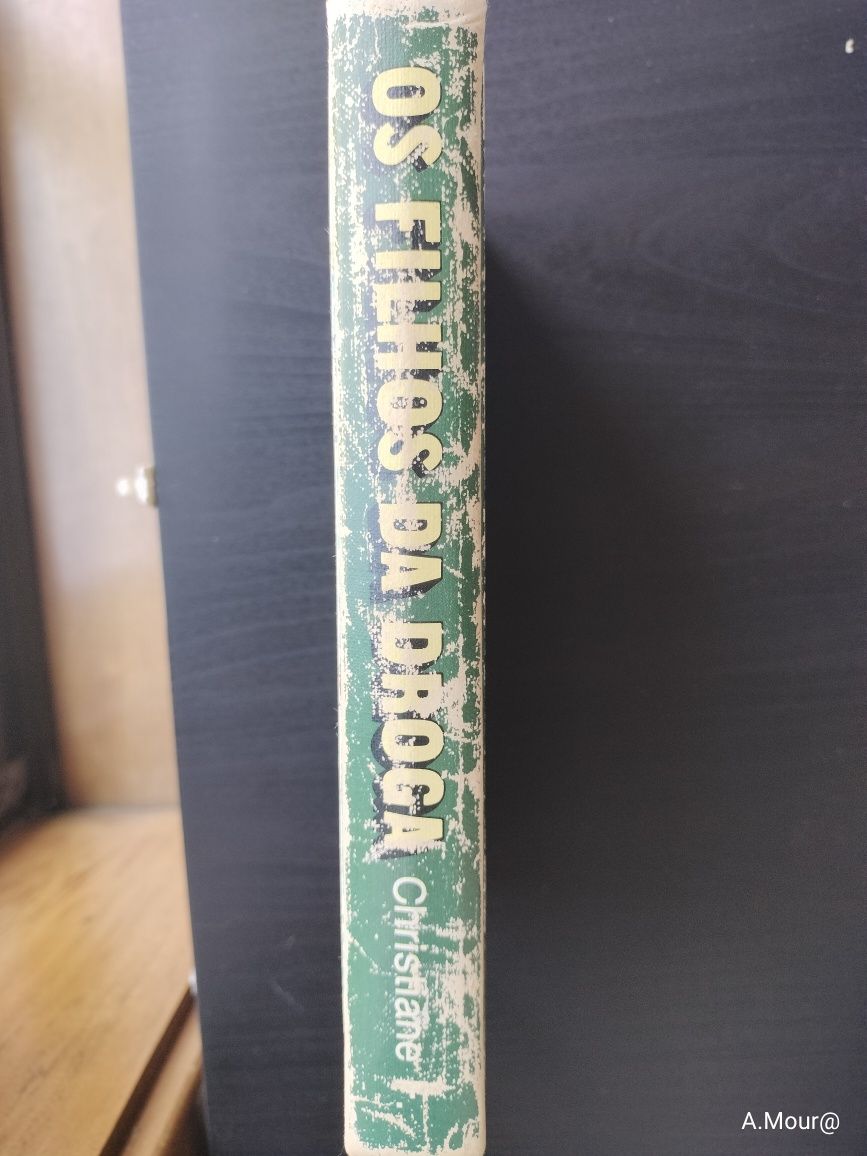 OS FILHOS DA DROGA Christiane
A.Mour@